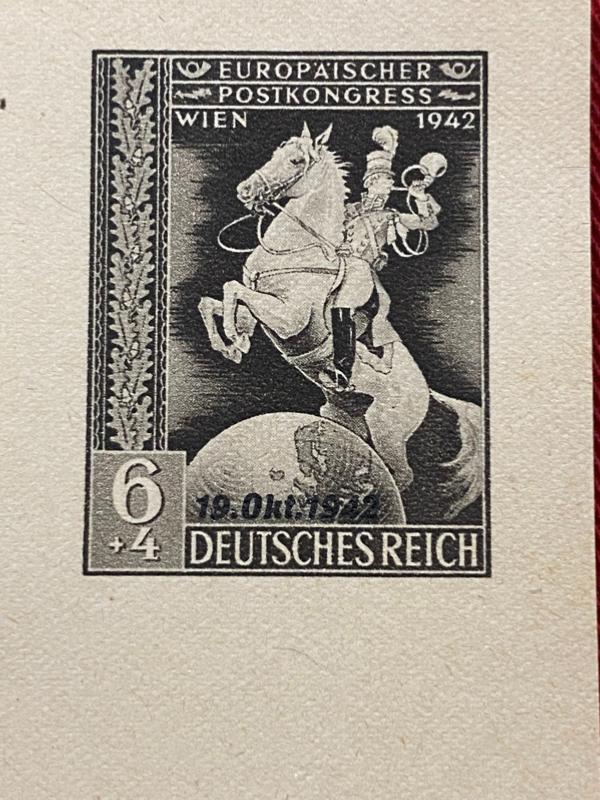 EUROPÄISCHER
POSTKONGRESS
WIEN 1942
19.Okt.1942
6
+4
DEUTSCHES REICH